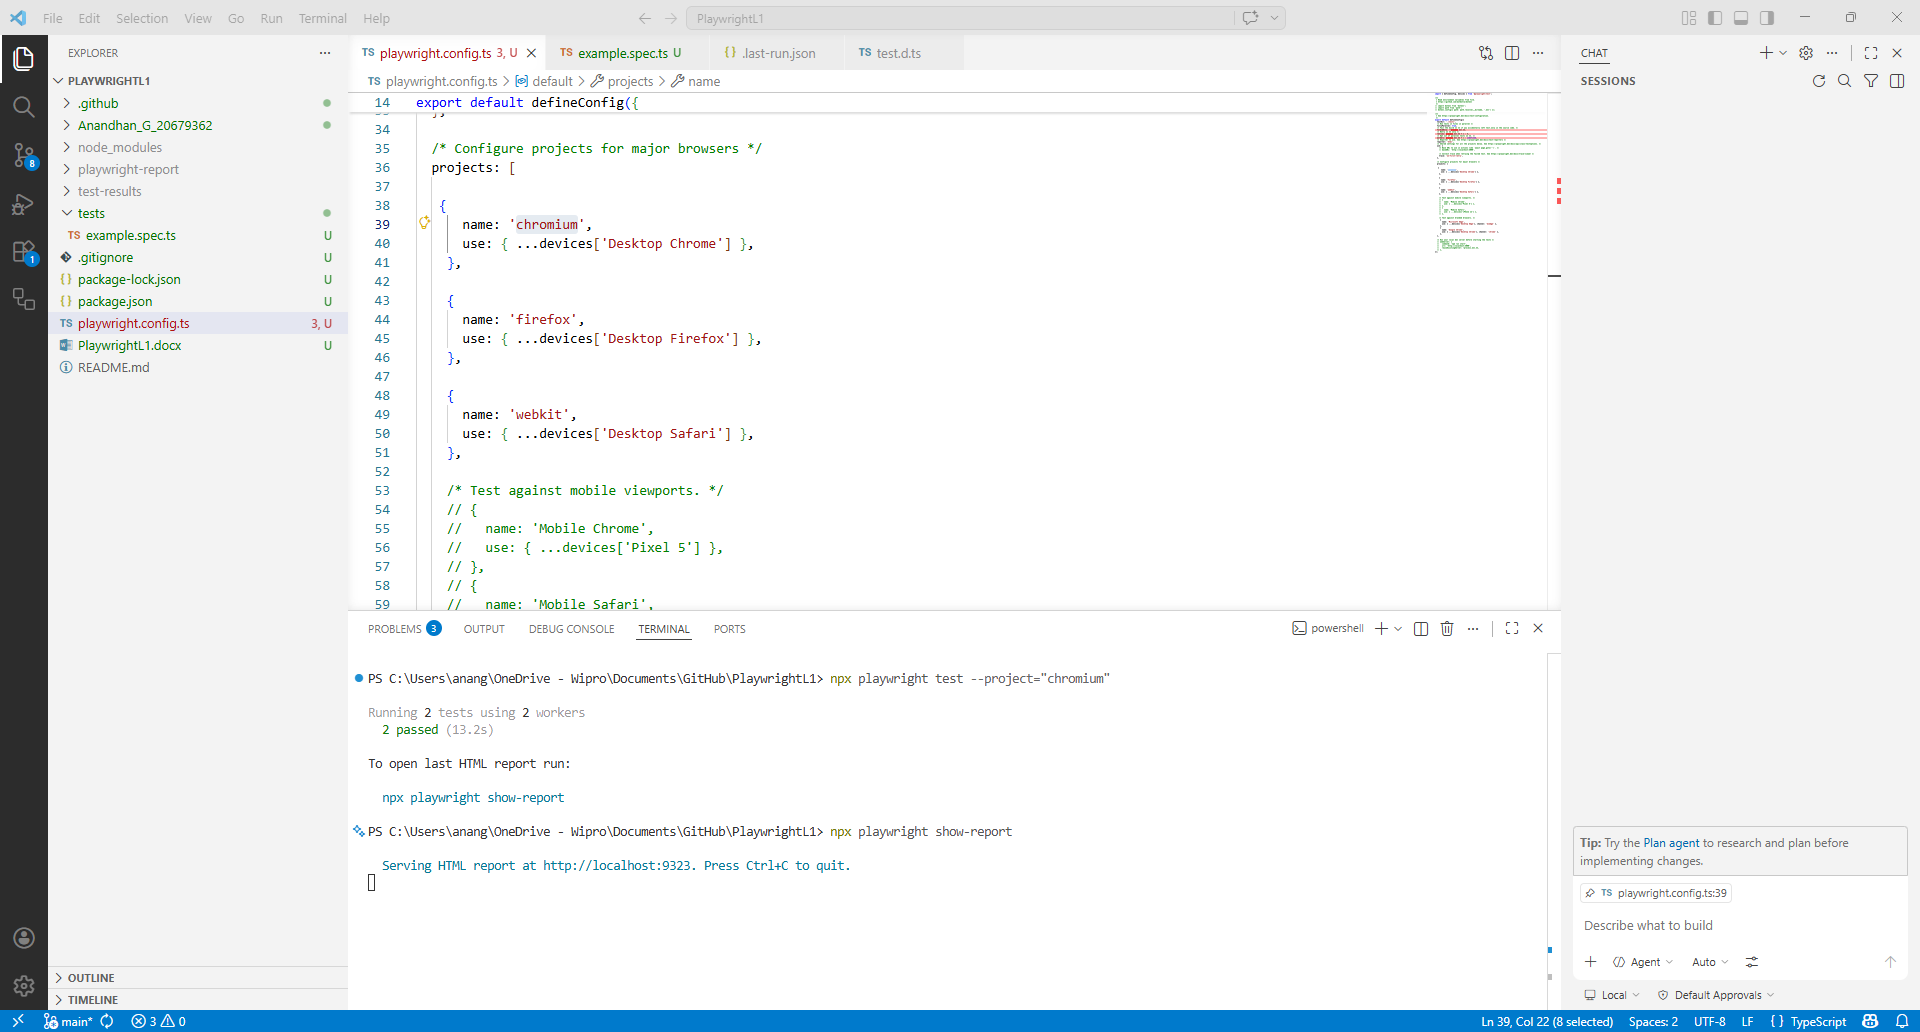 File Edit Selection View Go Run Terminal Help
PlaywrightL1
EXPLORER
PLAYWRIGHTL1
.github
Anandhan_G_20679362
node_modules
playwright-report
test-results
tests
TS example.spec.ts U
.gitignore U
{} package-lock.json U
{} package.json U
TS playwright.config.ts 3, U
PlaywrightL1.docx U
README.md
OUTLINE
TIMELINE
8
1
TS playwright.config.ts 3, U
TS example.spec.ts U
{} .last-run.json
TS test.d.ts
TS playwright.config.ts > default > projects > name
14 export default defineConfig({
34
35 /* Configure projects for major browsers */
36 projects: [
37
38 {
39 name: 'chromium',
40 use: { ...devices['Desktop Chrome'] },
41 },
42
43 {
44 name: 'firefox',
45 use: { ...devices['Desktop Firefox'] },
46 },
47
48 {
49 name: 'webkit',
50 use: { ...devices['Desktop Safari'] },
51 },
52
53 /* Test against mobile viewports. */
54 // {
55 //   name: 'Mobile Chrome',
56 //   use: { ...devices['Pixel 5'] },
57 // },
58 // {
59 //   name: 'Mobile Safari',
PROBLEMS 3 OUTPUT DEBUG CONSOLE TERMINAL PORTS
powershell
PS C:\Users\anang\OneDrive - Wipro\Documents\GitHub\PlaywrightL1> npx playwright test --project="chromium"
Running 2 tests using 2 workers
2 passed (13.2s)
To open last HTML report run:
npx playwright show-report
PS C:\Users\anang\OneDrive - Wipro\Documents\GitHub\PlaywrightL1> npx playwright show-report
Serving HTML report at http://localhost:9323. Press Ctrl+C to quit.
CHAT
SESSIONS
Tip: Try the Plan agent to research and plan before
implementing changes.
TS playwright.config.ts:39
Describe what to build
Agent Auto
Local Default Approvals
main* 3 0
Ln 39, Col 22 (8 selected) Spaces: 2 UTF-8 LF {} TypeScript